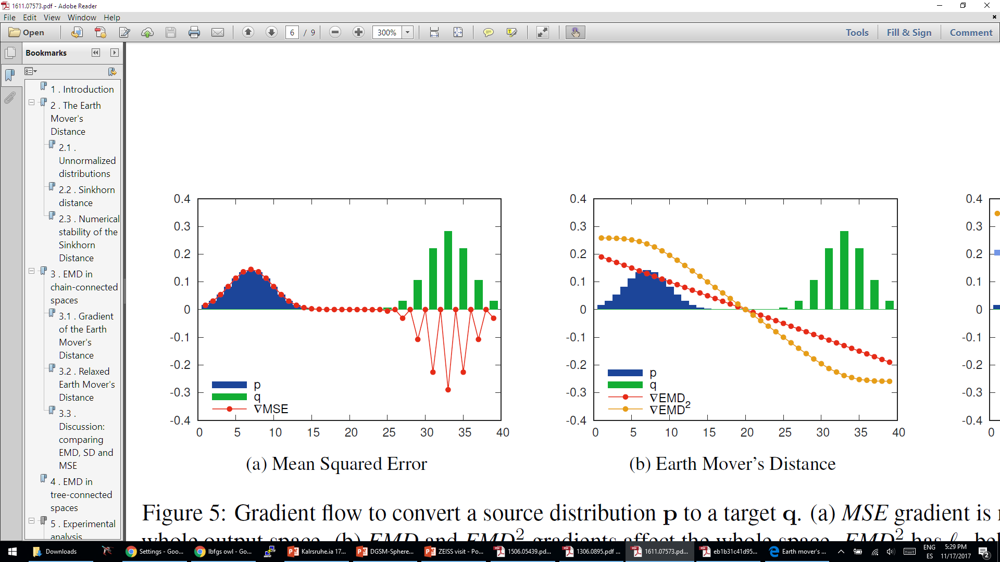 1611.07573.pdf - Adobe Reader
File Edit View Window Help
Open 6 / 9 300% Tools Fill & Sign Comment
Bookmarks
1 . Introduction
2 . The Earth
Mover's
Distance
2.1 .
Unnormalized
distributions
2.2 . Sinkhorn
distance
2.3 . Numerical
stability of the
Sinkhorn
Distance
3 . EMD in
chain-connected
spaces
3.1 . Gradient
of the Earth
Mover's
Distance
3.2 . Relaxed
Earth Mover's
Distance
3.3 .
Discussion:
comparing
EMD, SD and
MSE
4 . EMD in
tree-connected
spaces
5 . Experimental
analysis
0.4
0.3
0.2
0.1
0
-0.1
-0.2
-0.3
-0.4
p
q
∇MSE
0 5 10 15 20 25 30 35 40
(a) Mean Squared Error
0.4
0.3
0.2
0.1
0
-0.1
-0.2
-0.3
-0.4
p
q
∇EMD
∇EMD²
0 5 10 15 20 25 30 35 40
(b) Earth Mover's Distance
0.4
0.3
0.2
0.1
0
-0.1
-0.2
-0.3
-0.4
0
Figure 5: Gradient flow to convert a source distribution p to a target q. (a) MSE gradient is
whole output space. (b) EMD and EMD² gradients affect the whole space. EMD² has
Downloads Settings - Goo... lbfgs owl - Go... Kalrsruhe.ia 17... DGSM-Sphere... ZEISS visit - Po... 1506.05439.pd... 1306.0895.pdf ... 1611.07573.pd... eb1b31c41d95... Earth mover's ... ENG 5:29 PM
ES 11/17/2017 2